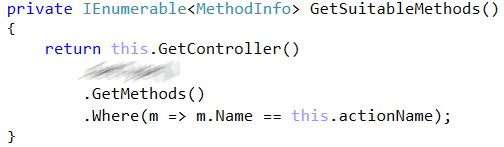 private IEnumerable<MethodInfo> GetSuitableMethods()
{
return this.GetController()
.GetMethods()
.Where(m => m.Name == this.actionName);
}